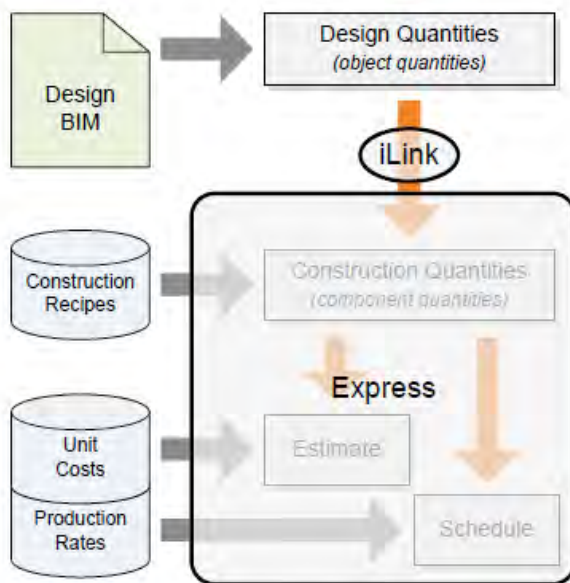 Design
BIM
Design Quantities
(object quantities)
iLink
Construction
Recipes
Construction Quantities
(component quantities)
Express
Unit
Costs
Estimate
Production
Rates
Schedule